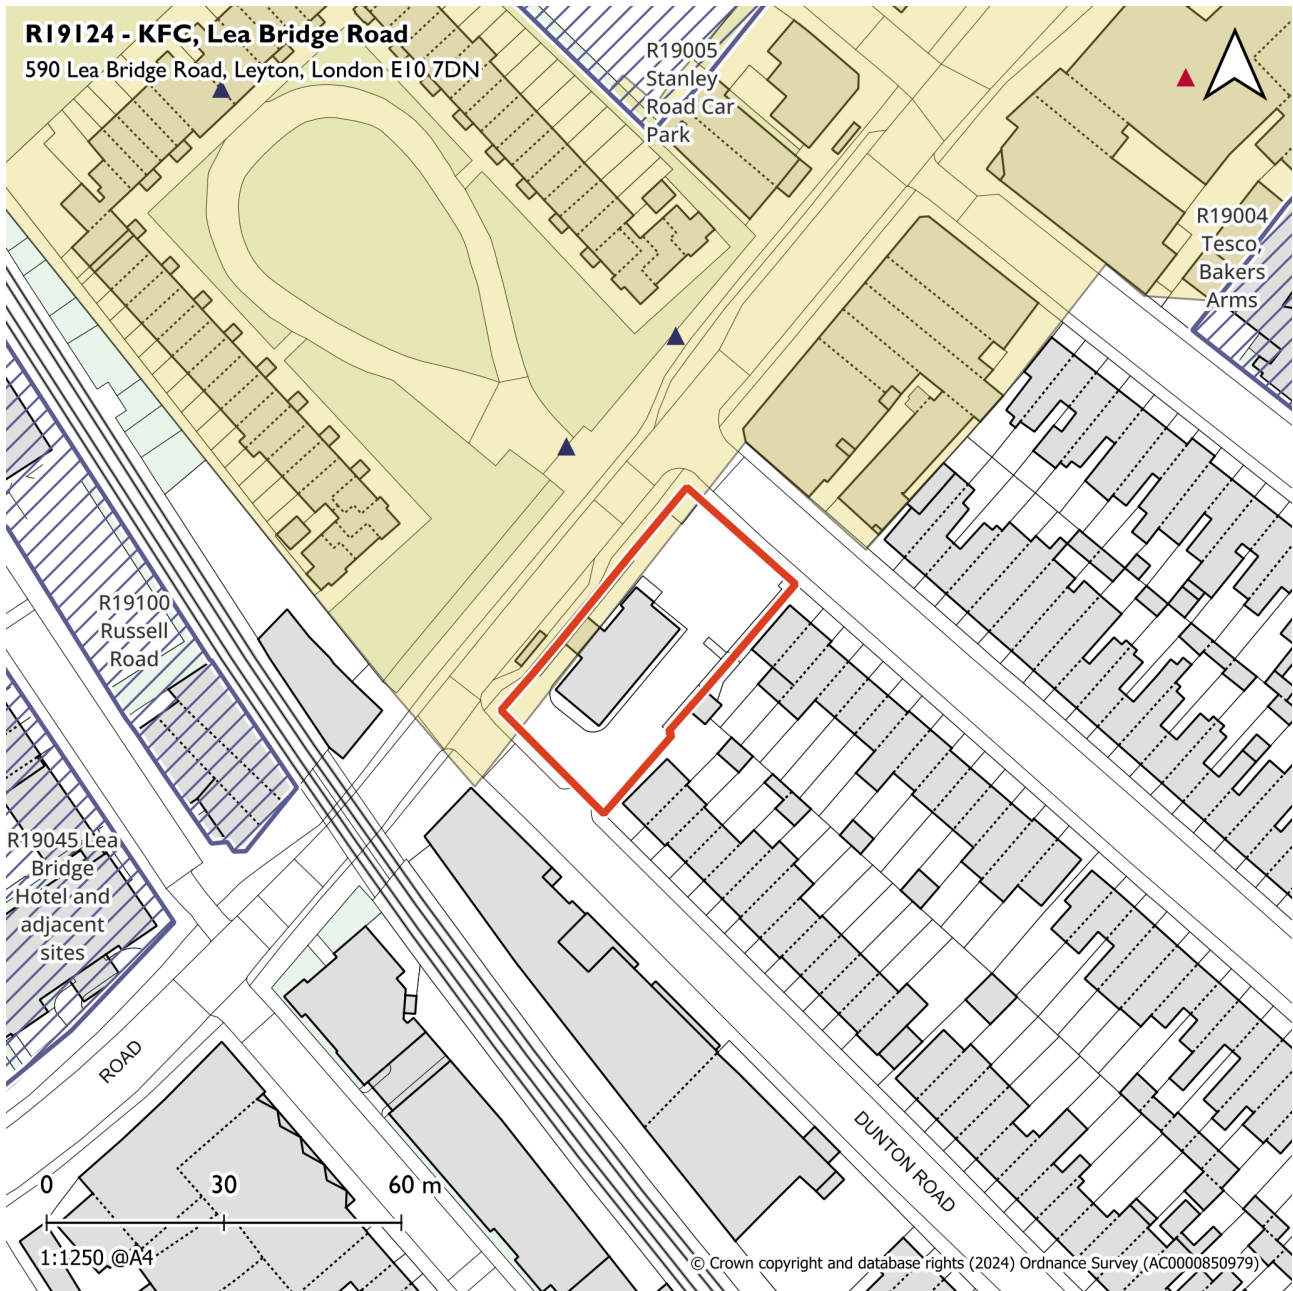 R19124 - KFC, Lea Bridge Road
590 Lea Bridge Road, Leyton, London E10 7DN
R19005
Stanley
Road Car
Park
R19004
Tesco,
Bakers
Arms
R19100
Russell
Road
R19045 Lea
Bridge
Hotel and
adjacent
sites
ROAD
DUNTON ROAD
0 30 60 m
1:1250 @A4
© Crown copyright and database rights (2024) Ordnance Survey (AC0000850979)